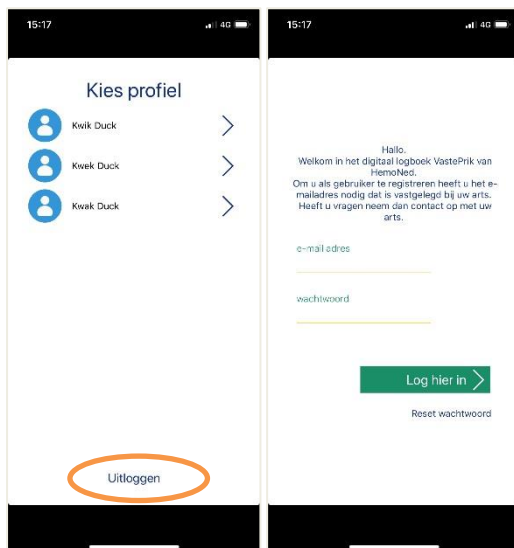 15:17
4G
Kies profiel
Kwik Duck
Kwek Duck
Kwak Duck
Uitloggen
15:17
4G
Hallo.
Welkom in het digitaal logboek VastePrik van
HemoNed.
Om u als gebruiker te registreren heeft u het e-
mailadres nodig dat is vastgelegd bij uw arts.
Heeft u vragen neem dan contact op met uw
arts.
e-mail adres
wachtwoord
Log hier in
Reset wachtwoord